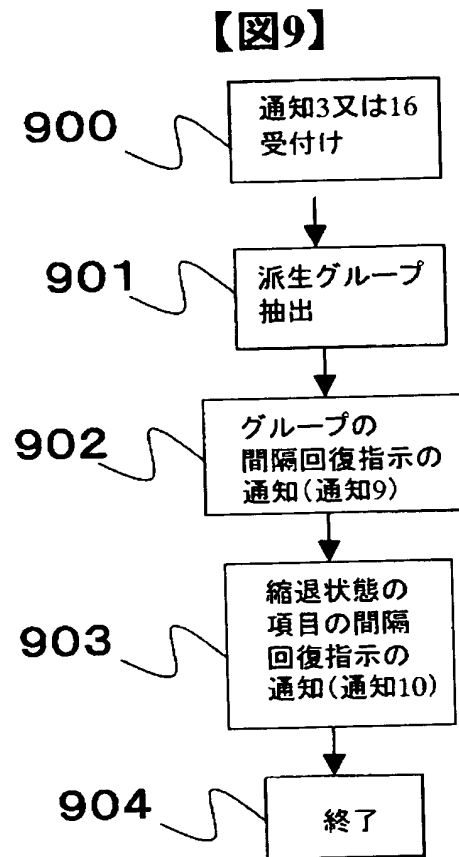 【図9】
900
通知3又は16
受付け
901
派生グループ
抽出
902
グループの
間隔回復指示の
通知(通知9)
903
縮退状態の
項目の間隔
回復指示の
通知(通知10)
904
終了